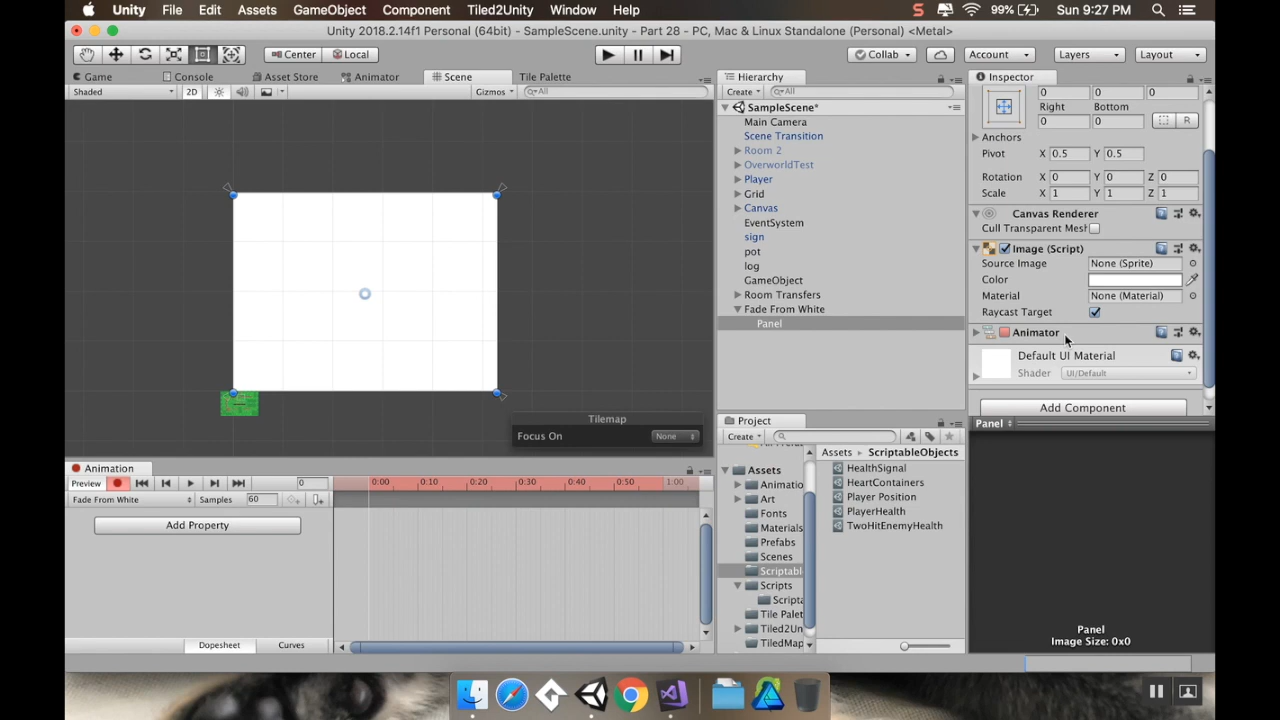 Unity File Edit Assets GameObject Component Tiled2Unity Window Help 99% Sun 9:27 PM
Unity 2018.2.14f1 Personal (64bit) - SampleScene.unity - Part 28 - PC, Mac & Linux Standalone (Personal) <Metal>
Center Local Collab Account Layers Layout
Game Console Asset Store Animator Scene Tile Palette
Shaded 2D Gizmos All
Tilemap
Focus On None
Hierarchy
Create All
SampleScene*
Main Camera
Scene Transition
Room 2
OverworldTest
Player
Grid
Canvas
EventSystem
sign
pot
log
GameObject
Room Transfers
Fade From White
Panel
Inspector
0 0 0
Right Bottom
0 0 R
Anchors
Pivot X 0.5 Y 0.5
Rotation X 0 Y 0 Z 0
Scale X 1 Y 1 Z 1
Canvas Renderer
Cull Transparent Mesh
Image (Script)
Source Image None (Sprite)
Color
Material None (Material)
Raycast Target
Animator
Default UI Material
Shader UI/Default
Add Component
Panel
Panel
Image Size: 0x0
Animation
Preview 0 0:00 0:10 0:20 0:30 0:40 0:50 1:00
Fade From White Samples 60
Add Property
Dopesheet Curves
Project
Create
Assets
Animatio
Art
Fonts
Materials
Prefabs
Scenes
Scriptabl
Scripts
Scripta
Tile Palet
Tiled2Un
TiledMap
Assets ScriptableObjects
HealthSignal
HeartContainers
Player Position
PlayerHealth
TwoHitEnemyHealth